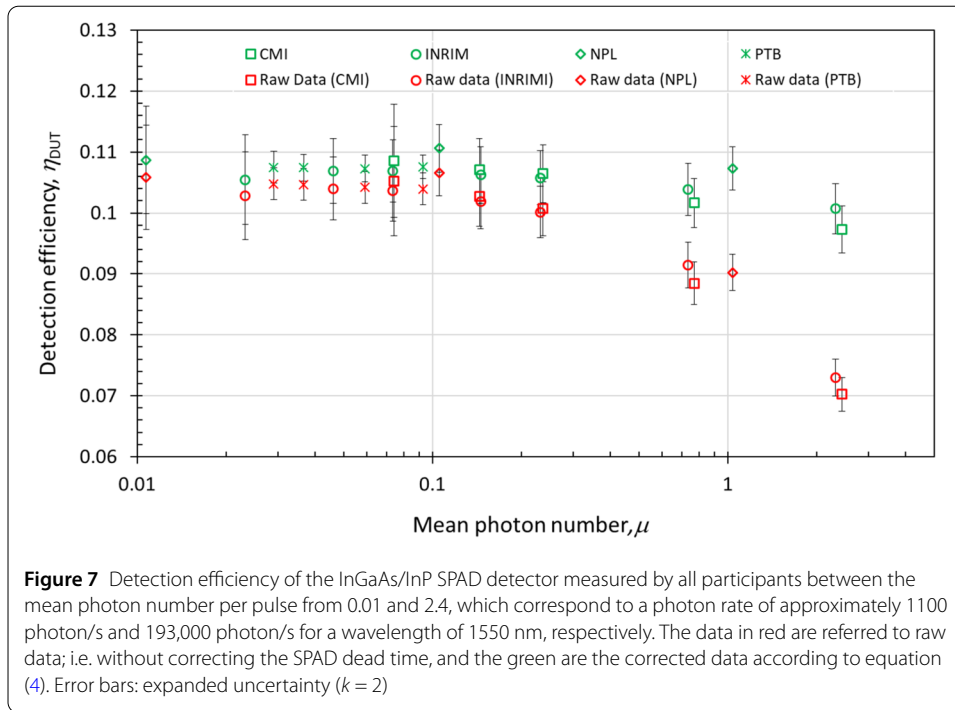 0.13
CMI INRIM NPL PTB
Raw Data (CMI) Raw data (INRIMI) Raw data (NPL) Raw data (PTB)
0.12
0.11
0.1
0.09
0.08
0.07
0.06
Detection efficiency, ηDUT
0.01 0.1 1
Mean photon number,μ
Figure 7 Detection efficiency of the InGaAs/InP SPAD detector measured by all participants between the
mean photon number per pulse from 0.01 and 2.4, which correspond to a photon rate of approximately 1100
photon/s and 193,000 photon/s for a wavelength of 1550 nm, respectively. The data in red are referred to raw
data; i.e. without correcting the SPAD dead time, and the green are the corrected data according to equation
(4). Error bars: expanded uncertainty (k = 2)